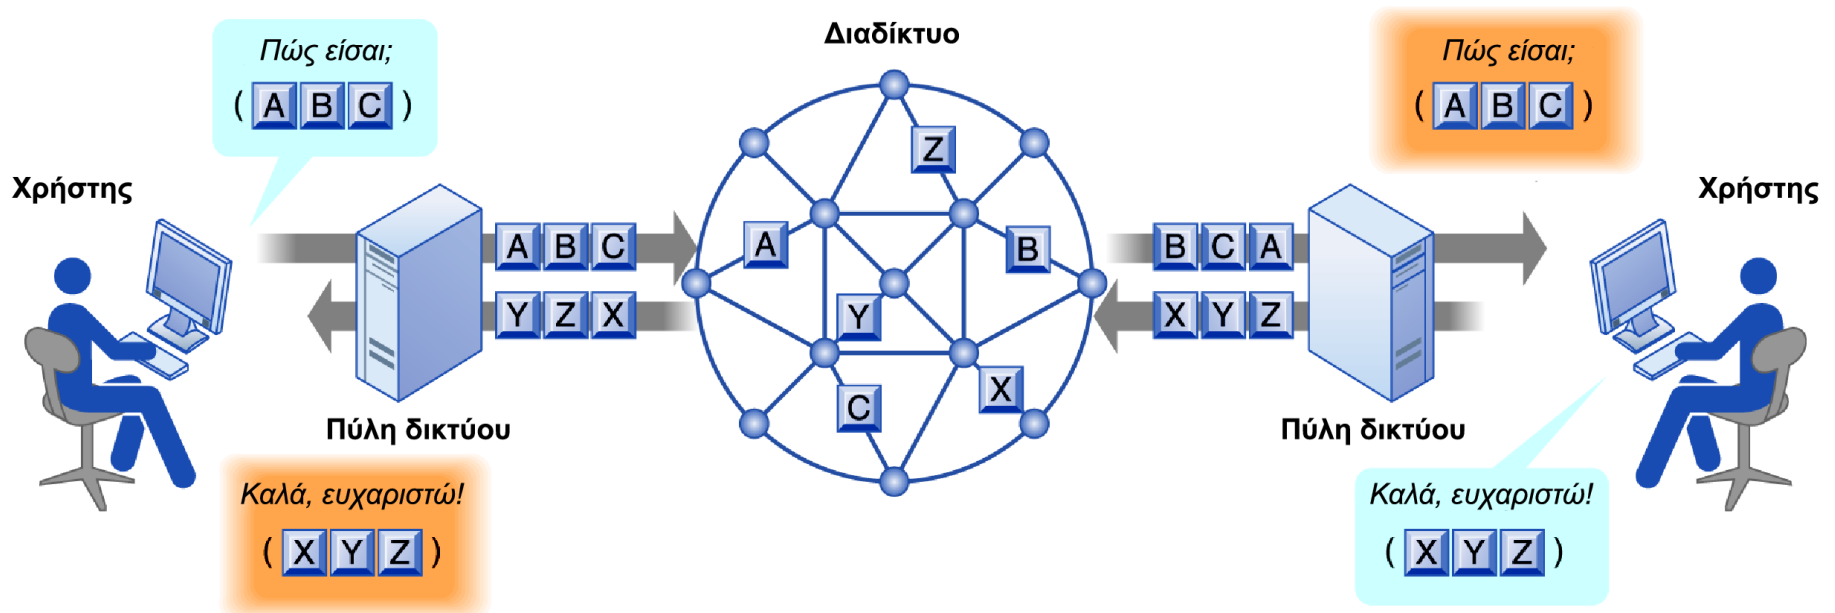 Διαδίκτυο
Πώς είσαι;
( A B C )
Πώς είσαι;
( A B C )
Χρήστης
Χρήστης
Z
A
B
Y
X
C
A B C
Y Z X
B C A
X Y Z
Πύλη δικτύου
Πύλη δικτύου
Καλά, ευχαριστώ!
( X Y Z )
Καλά, ευχαριστώ!
( X Y Z )